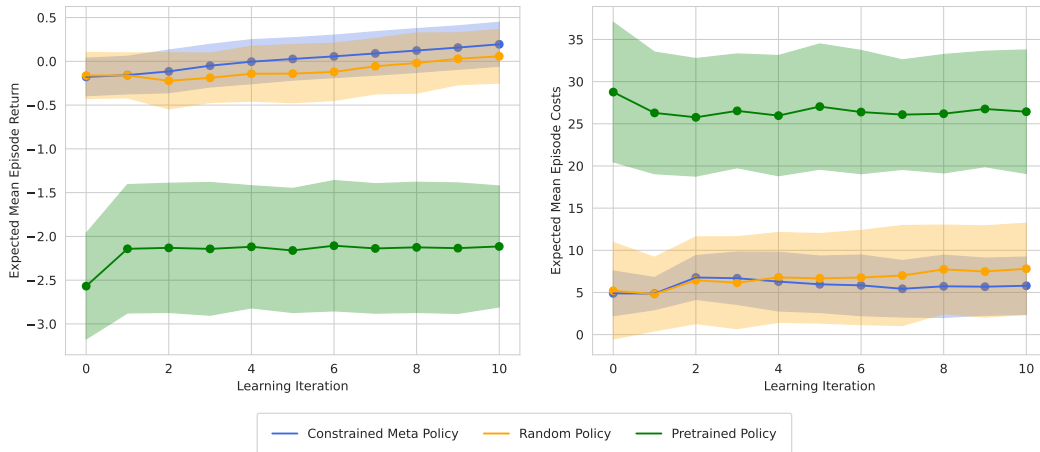 0.5
0.0
−0.5
−1.0
−1.5
−2.0
−2.5
−3.0
Expected Mean Episode Return
0 2 4 6 8 10
Learning Iteration
35
30
25
20
15
10
5
0
Expected Mean Episode Costs
0 2 4 6 8 10
Learning Iteration
Constrained Meta Policy Random Policy Pretrained Policy